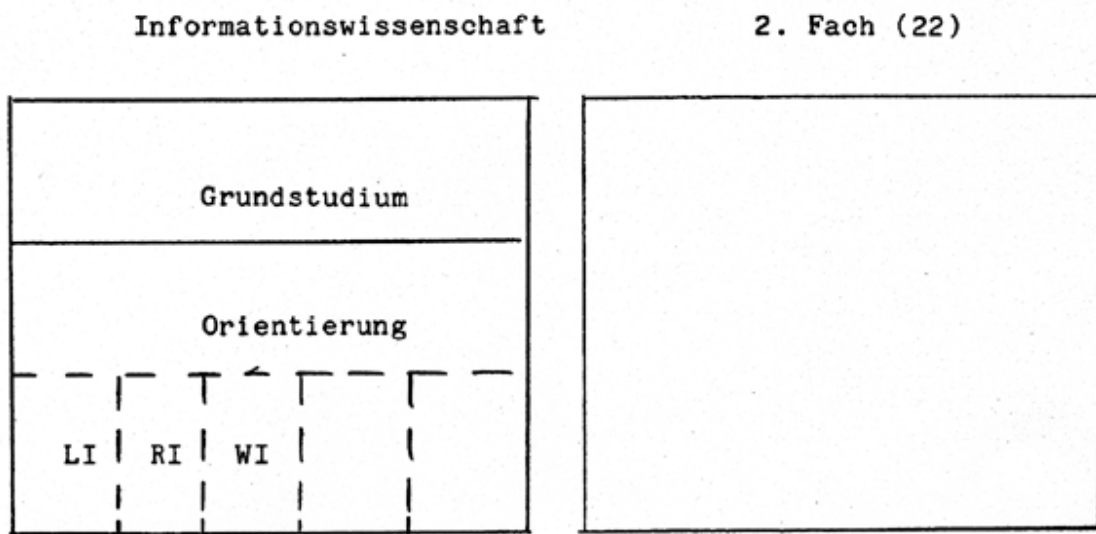 Informationswissenschaft 2. Fach (22)
Grundstudium
Orientierung
LI RI WI